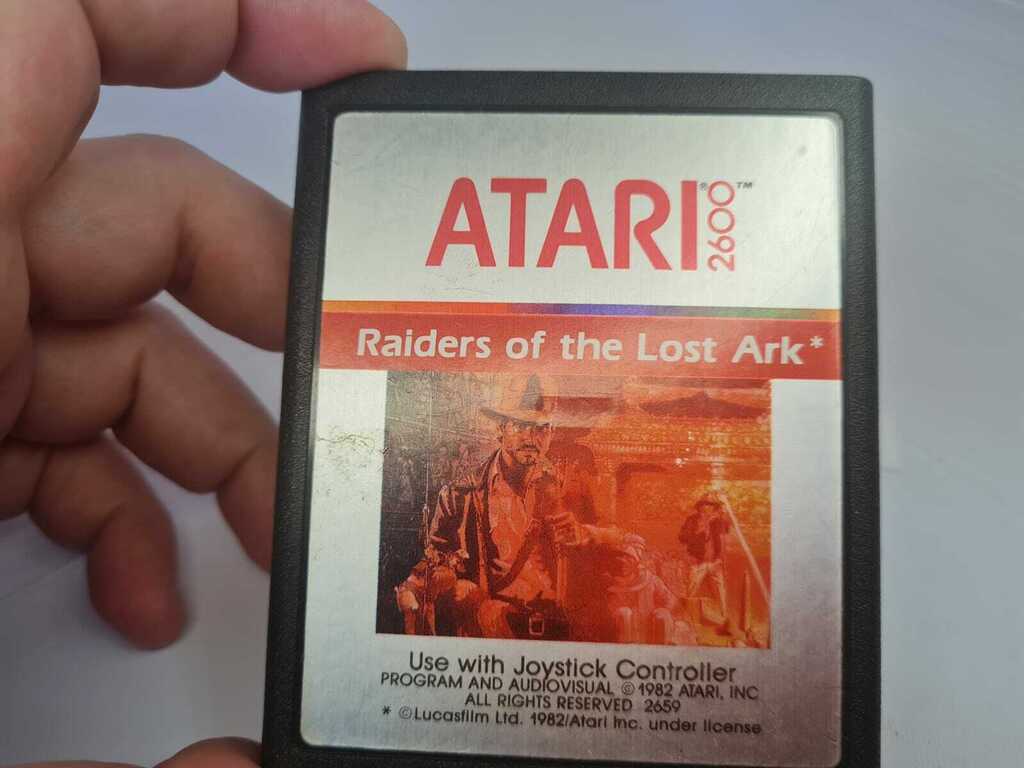 ATARI® 2600™
Raiders of the Lost Ark*
Use with Joystick Controller
PROGRAM AND AUDIOVISUAL © 1982 ATARI, INC
ALL RIGHTS RESERVED 2659
* ©Lucasfilm Ltd. 1982/Atari Inc. under license